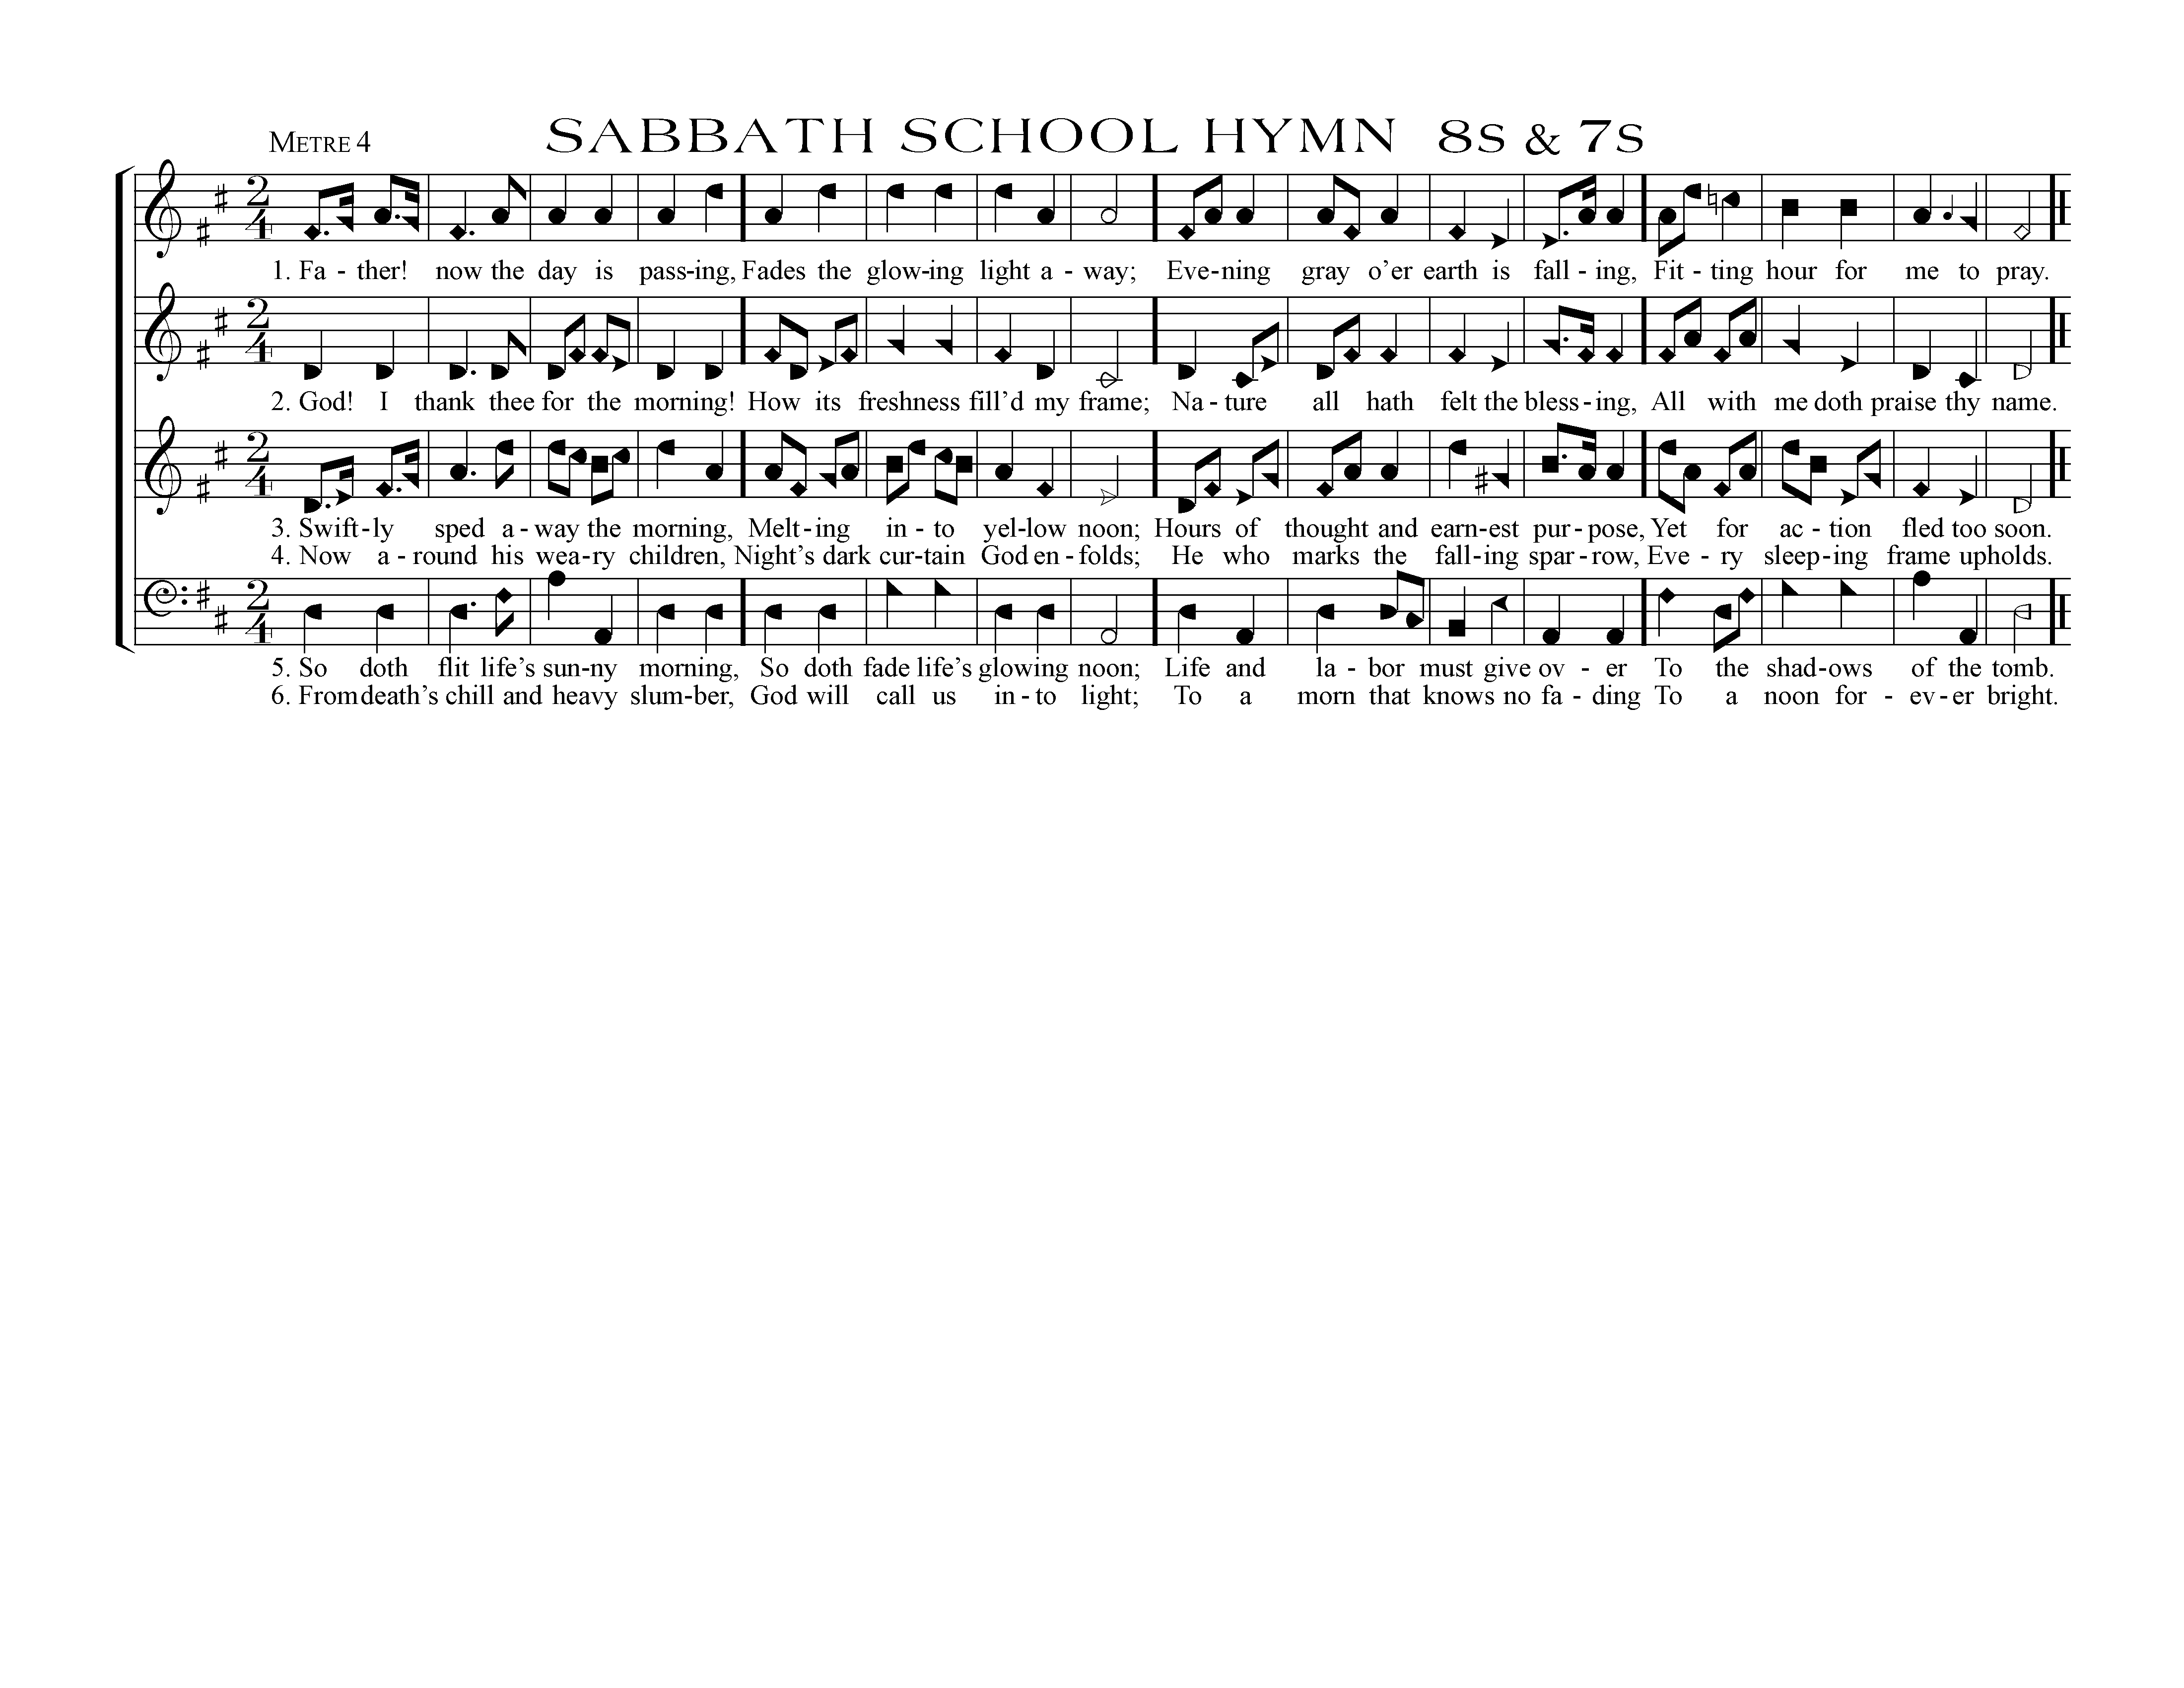 METRE 4
SABBATH SCHOOL HYMN 8S & 7S
1. Fa - ther! now the day is pass-ing, Fades the glow-ing light a - way; Eve-ning gray o’er earth is fall - ing, Fit - ting hour for me to pray.
2. God! I thank thee for the morning! How its freshness fill’d my frame; Na - ture all hath felt the bless - ing, All with me doth praise thy name.
3. Swift-ly sped a - way the morning, Melt-ing in - to yel-low noon; Hours of thought and earn-est pur - pose, Yet for ac - tion fled too soon.
4. Now a - round his wea-ry children, Night’s dark cur-tain God en - folds; He who marks the fall-ing spar - row, Eve - ry sleep-ing frame upholds.
5. So doth flit life’s sun-ny morning, So doth fade life’s glowing noon; Life and la - bor must give ov - er To the shad-ows of the tomb.
6. From death’s chill and heavy slum-ber, God will call us in - to light; To a morn that knows no fa - ding To a noon for - ev - er bright.